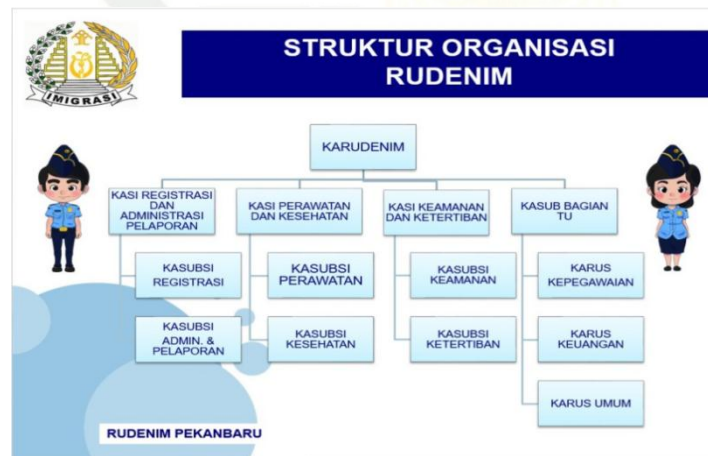 STRUKTUR ORGANISASI
RUDENIM
IMIGRASI
KARUDENIM
KASI REGISTRASI
DAN
ADMINISTRASI
PELAPORAN
KASI PERAWATAN
DAN KESEHATAN
KASI KEAMANAN
DAN KETERTIBAN
KASUB BAGIAN
TU
KASUBSI
REGISTRASI
KASUBSI
PERAWATAN
KASUBSI
KEAMANAN
KARUS
KEPEGAWAIAN
KASUBSI
ADMIN. &
PELAPORAN
KASUBSI
KESEHATAN
KASUBSI
KETERTIBAN
KARUS
KEUANGAN
KARUS UMUM
RUDENIM PEKANBARU